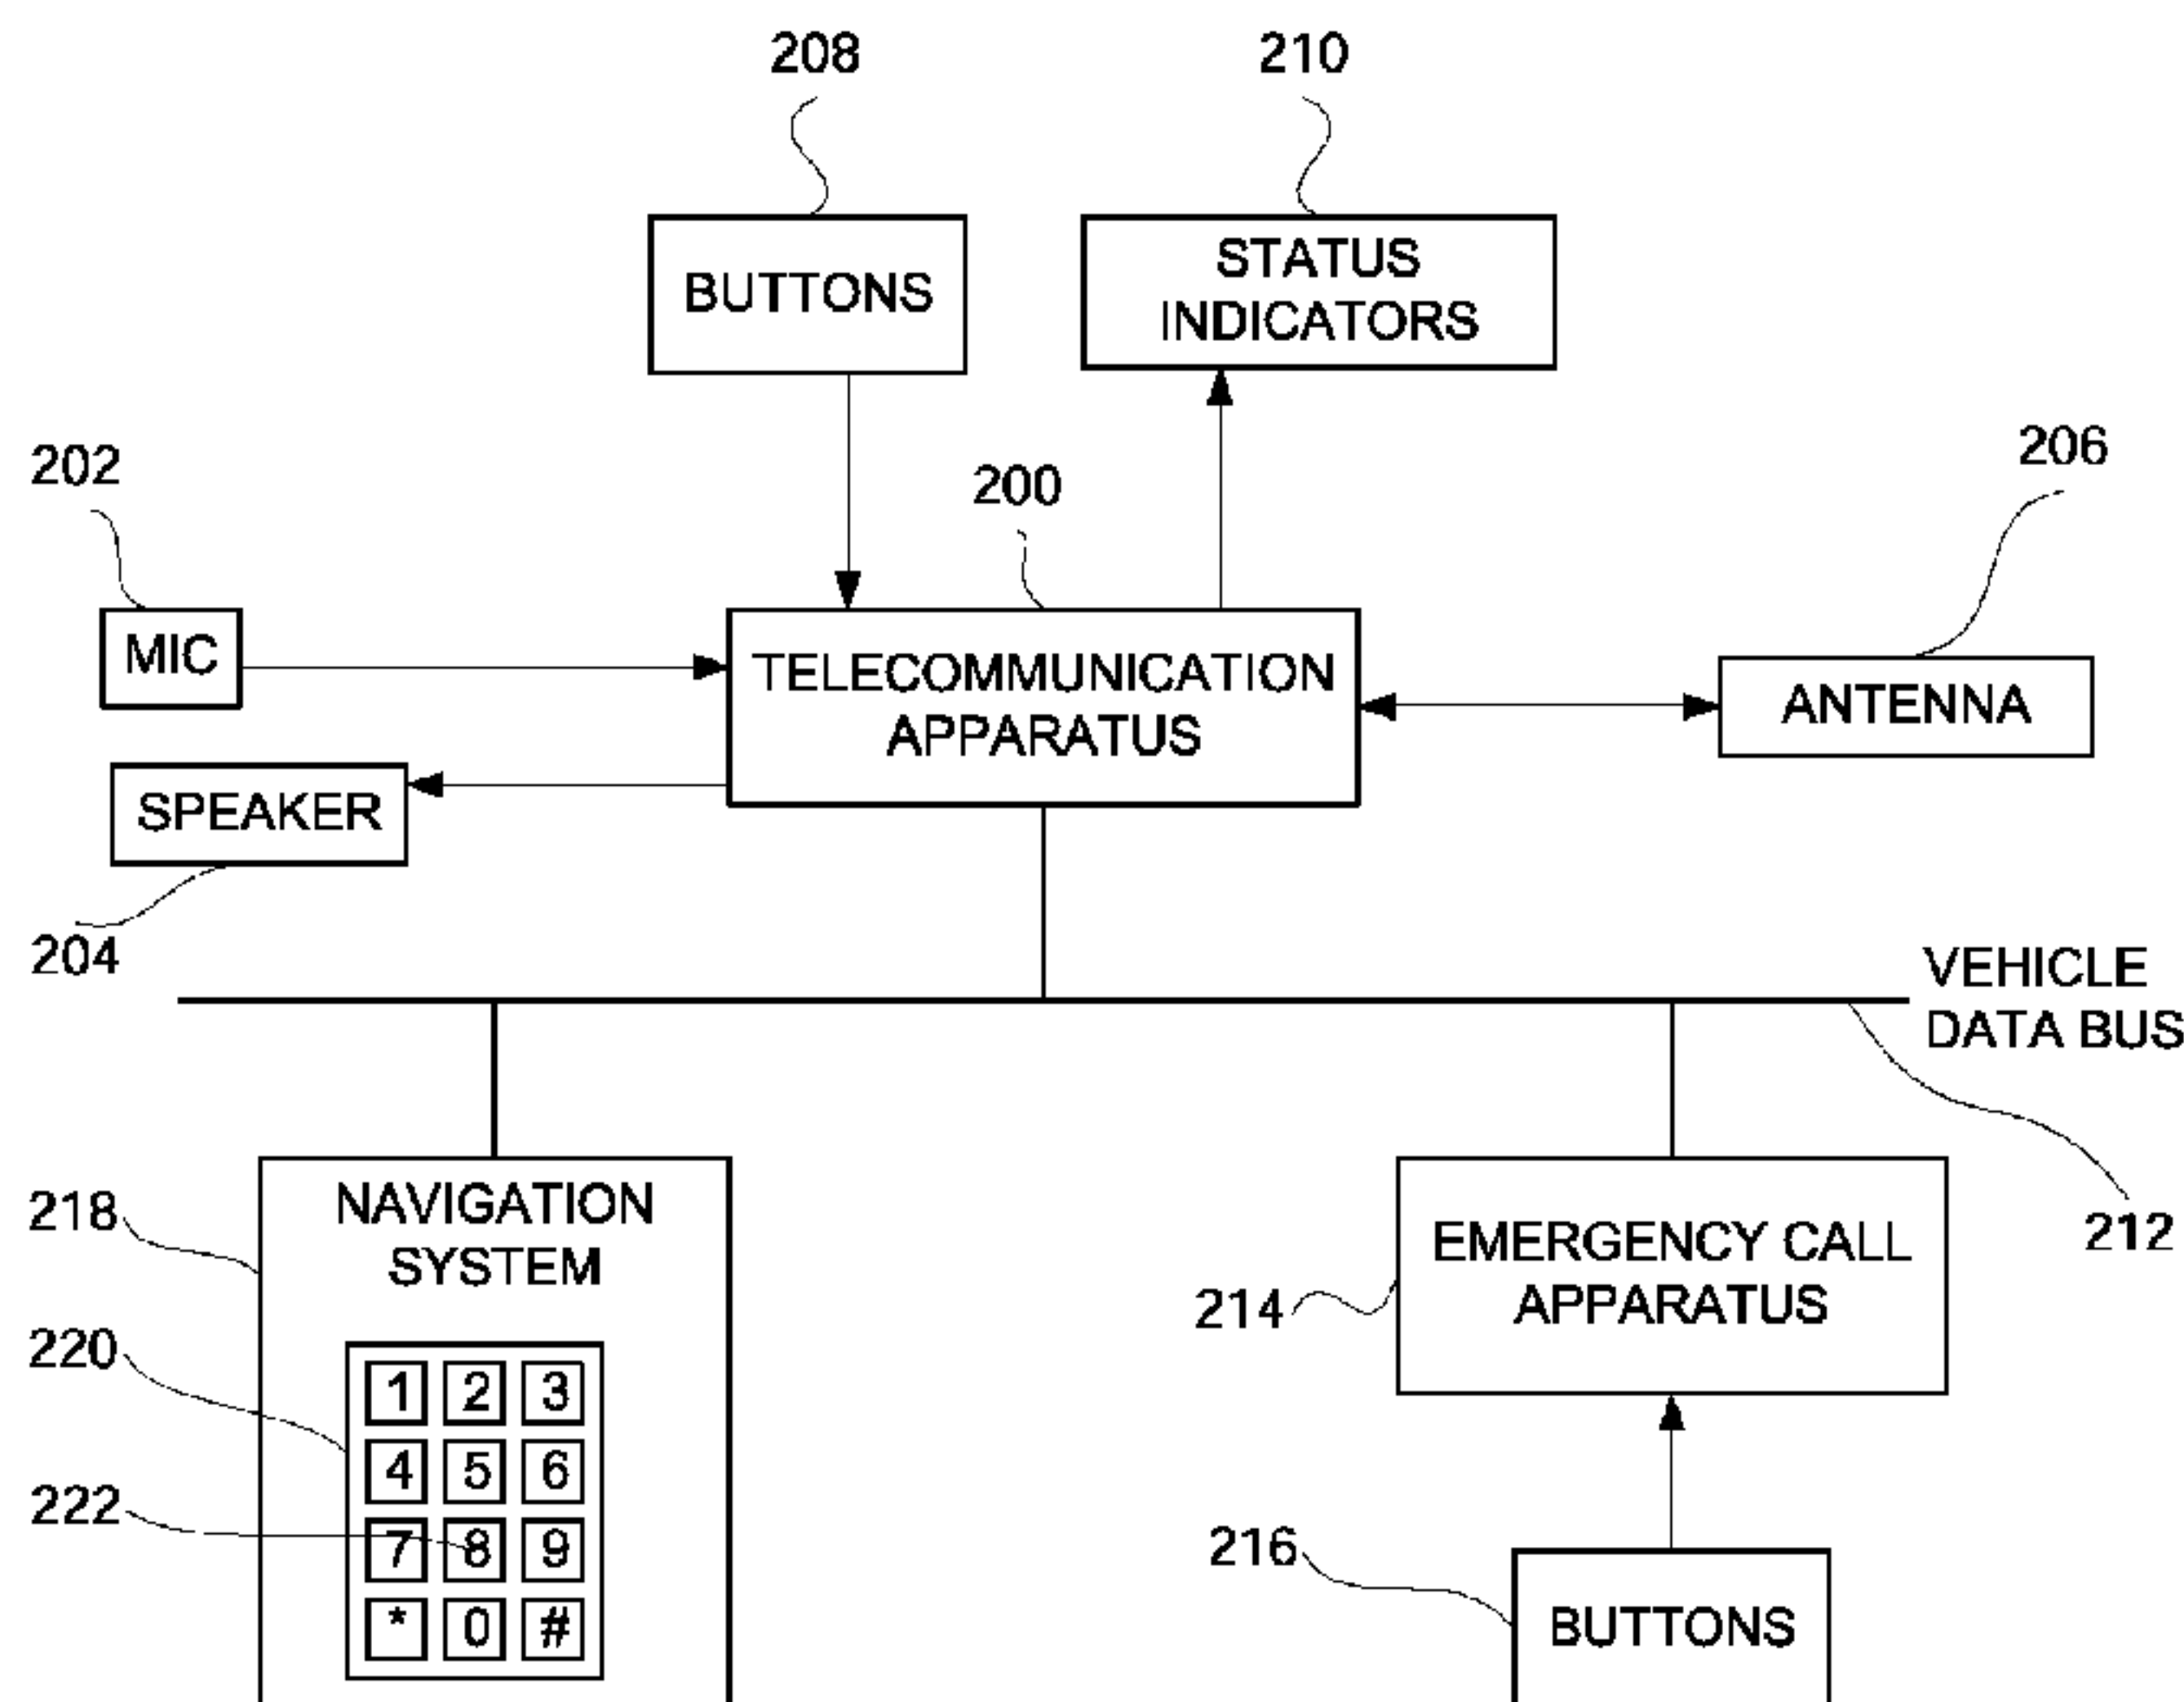 208
210
BUTTONS
STATUS
INDICATORS
202
200
206
MIC
TELECOMMUNICATION
APPARATUS
ANTENNA
SPEAKER
204
VEHICLE
DATA BUS
212
218
NAVIGATION
SYSTEM
214
EMERGENCY CALL
APPARATUS
220
1 2 3
4 5 6
222
7 8 9
* 0 #
216
BUTTONS